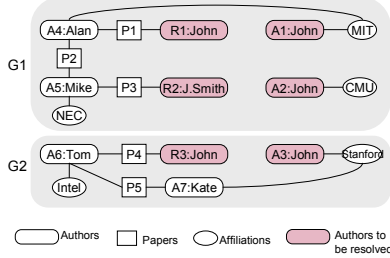 A4:Alan P1 R1:John A1:John MIT
G1
P2
A5:Mike P3 R2:J.Smith A2:John CMU
NEC
A6:Tom P4 R3:John A3:John Stanford
G2
Intel P5 A7:Kate
Authors Papers Affiliations Authors to
be resolved